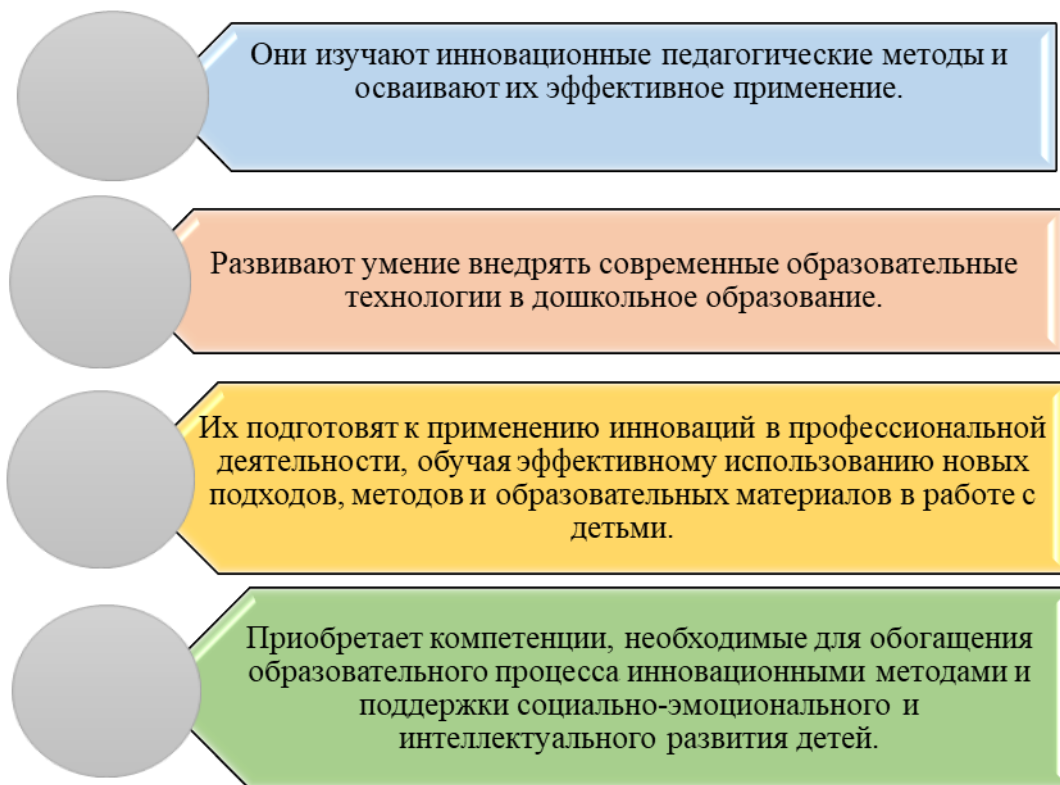 Они изучают инновационные педагогические методы и
осваивают их эффективное применение.
Развивают умение внедрять современные образовательные
технологии в дошкольное образование.
Их подготовят к применению инноваций в профессиональной
деятельности, обучая эффективному использованию новых
подходов, методов и образовательных материалов в работе с
детьми.
Приобретает компетенции, необходимые для обогащения
образовательного процесса инновационными методами и
поддержки социально-эмоционального и
интеллектуального развития детей.